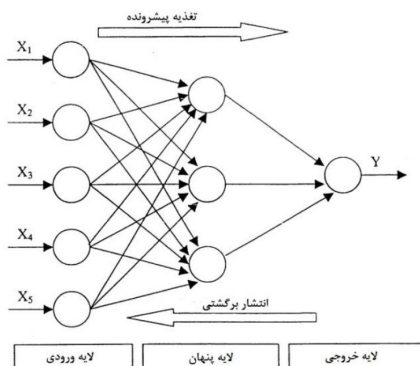 تغذیه پیشرونده
X₁
X₂
X₃
X₄
X₅
Y
انتشار برگشتی
لایه ورودی
لایه پنهان
لایه خروجی